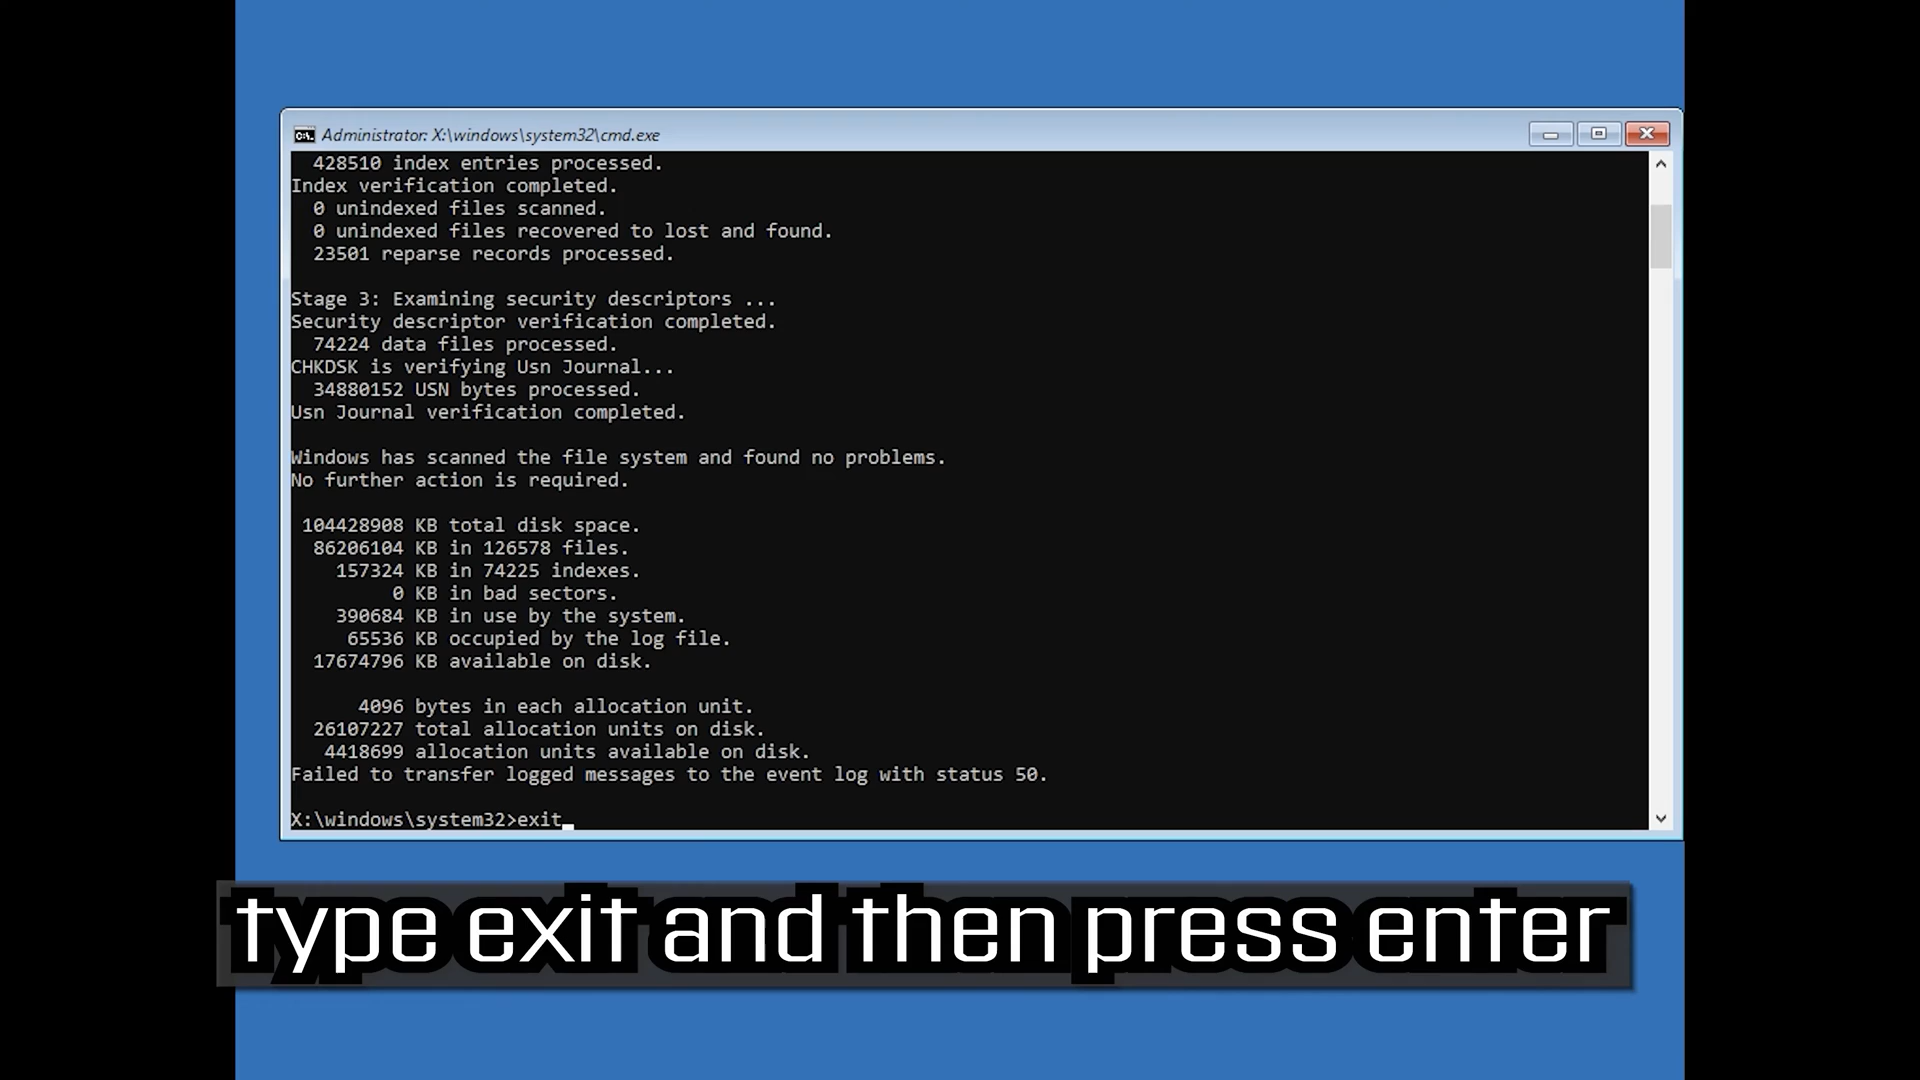 Administrator: X:\windows\system32\cmd.exe
428510 index entries processed.
Index verification completed.
0 unindexed files scanned.
0 unindexed files recovered to lost and found.
23501 reparse records processed.
Stage 3: Examining security descriptors ...
Security descriptor verification completed.
74224 data files processed.
CHKDSK is verifying Usn Journal...
34880152 USN bytes processed.
Usn Journal verification completed.
Windows has scanned the file system and found no problems.
No further action is required.
104428908 KB total disk space.
86206104 KB in 126578 files.
157324 KB in 74225 indexes.
0 KB in bad sectors.
390684 KB in use by the system.
65536 KB occupied by the log file.
17674796 KB available on disk.
4096 bytes in each allocation unit.
26107227 total allocation units on disk.
4418699 allocation units available on disk.
Failed to transfer logged messages to the event log with status 50.
X:\windows\system32>exit_
type exit and then press enter